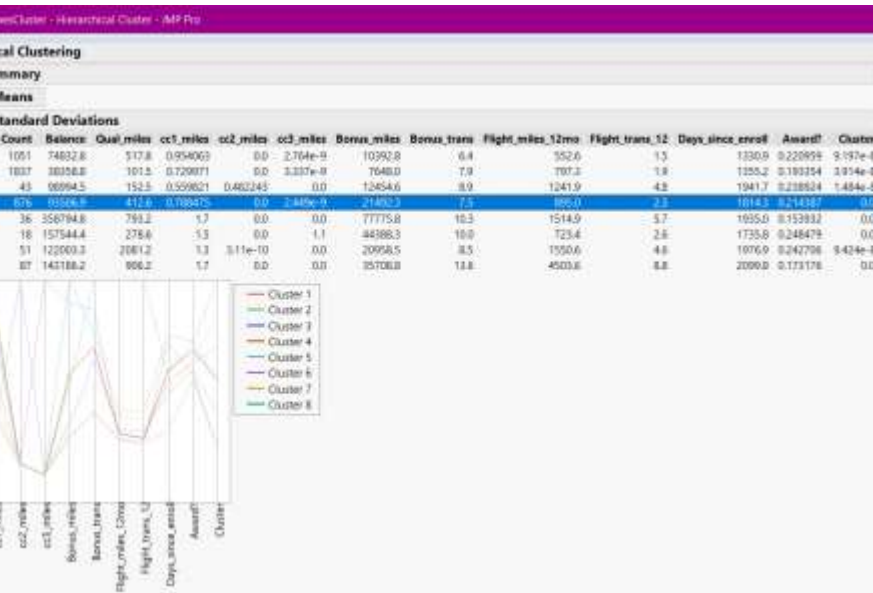 Cluster - Hierarchical Cluster - JMP Pro
cal Clustering
mmary
Means
tandard Deviations
Count Balance Qual_miles cc1_miles cc2_miles cc3_miles Bonus_miles Bonus_trans Flight_miles_12mo Flight_trans_12 Days_since_enroll Award? Cluster
1051 74832.8 517.8 0.954063 0.0 2.764e-9 10392.8 6.4 552.6 1.5 1330.9 0.220959 9.197e-8
1837 38358.8 101.5 0.729971 0.0 3.337e-9 7648.0 7.9 797.3 1.9 1355.2 0.193354
43 98994.5 152.5 0.559821 0.482243 0.0 12454.6 8.9 1241.9 4.8 1941.7 0.238824
876 93506.9 412.6 0.788475 0.0 2.449e-9 21492.3 7.5 895.0 2.5 1814.3 0.214387 0.0
36 358794.8 793.2 1.7 0.0 0.0 77775.8 10.3 1514.9 5.7 1935.0 0.153932 0.0
18 157544.4 278.6 1.5 0.0 1.1 44388.3 10.0 723.4 2.6 1735.8 0.248479 0.0
51 122003.3 2081.2 1.3 3.11e-10 0.0 20958.5 8.5 1550.6 4.6 1976.9 0.242706
87 143188.2 906.2 1.7 0.0 0.0 35708.8 13.8 4503.6 8.8 2099.0 0.173176 0.0
Cluster 1
Cluster 2
Cluster 3
Cluster 4
Cluster 5
Cluster 6
Cluster 7
Cluster 8
cc2_miles
cc3_miles
Bonus_miles
Bonus_trans
Flight_miles_12mo
Flight_trans_12
Days_since_enroll
Award?
Cluster